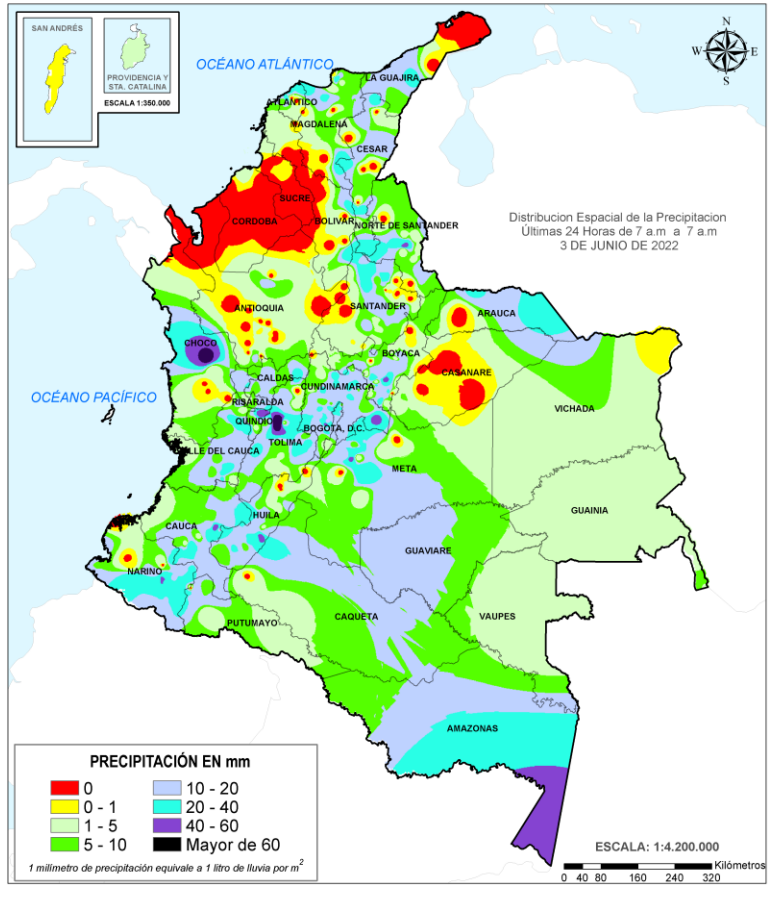 SAN ANDRÉS
PROVIDENCIA Y
STA. CATALINA
ESCALA 1:350.000
OCÉANO ATLÁNTICO
N
W
E
S
LA GUAJIRA
ATLANTICO
MAGDALENA
CESAR
SUCRE
CORDOBA
BOLIVAR
NORTE DE SANTANDER
Distribucion Espacial de la Precipitacion
Últimas 24 Horas de 7 a.m a 7 a.m
3 DE JUNIO DE 2022
ANTIOQUIA
SANTANDER
ARAUCA
CHOCO
BOYACA
CASANARE
CALDAS
CUNDINAMARCA
OCÉANO PACÍFICO
RISARALDA
VICHADA
QUINDIO
BOGOTA, D.C.
TOLIMA
VALLE DEL CAUCA
META
GUAINIA
HUILA
CAUCA
GUAVIARE
NARINO
CAQUETA
VAUPES
PUTUMAYO
AMAZONAS
PRECIPITACIÓN EN mm
0
0 - 1
1 - 5
5 - 10
10 - 20
20 - 40
40 - 60
Mayor de 60
1 milímetro de precipitación equivale a 1 litro de lluvia por m2
ESCALA: 1:4.200.000
Kilómetros
0 40 80 160 240 320